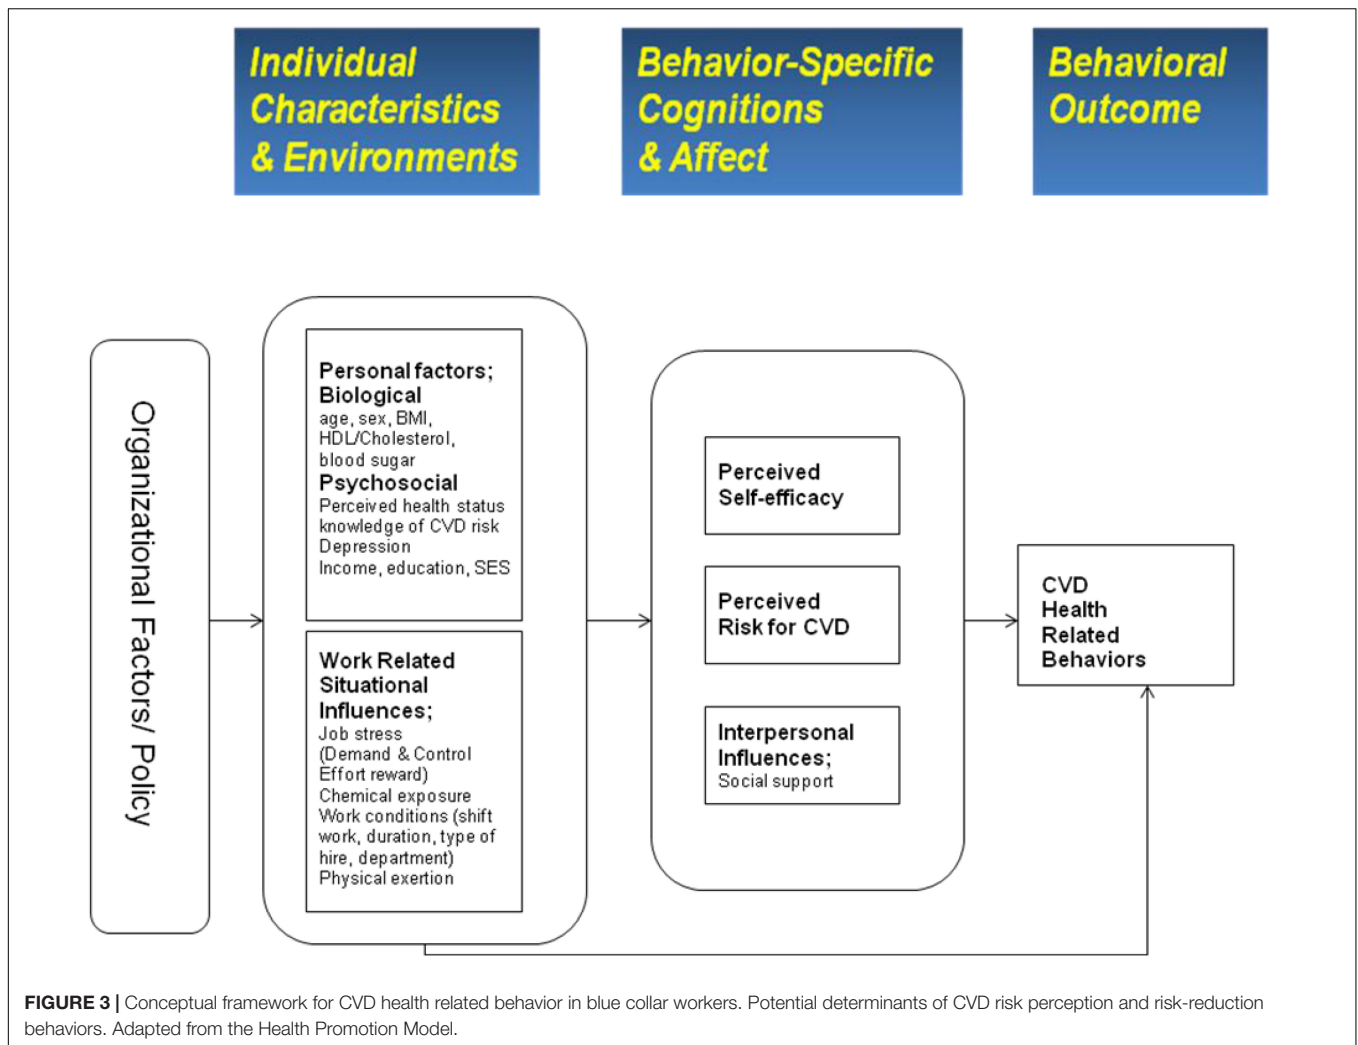 Individual
Characteristics
& Environments
Behavior-Specific
Cognitions
& Affect
Behavioral
Outcome
Organizational Factors/ Policy
Personal factors;
Biological
age, sex, BMI,
HDL/Cholesterol,
blood sugar
Psychosocial
Perceived health status
knowledge of CVD risk
Depression
Income, education, SES
Work Related
Situational
Influences;
Job stress
(Demand & Control
Effort reward)
Chemical exposure
Work conditions (shift
work, duration, type of
hire, department)
Physical exertion
Perceived
Self-efficacy
Perceived
Risk for CVD
Interpersonal
Influences;
Social support
CVD
Health
Related
Behaviors
FIGURE 3 | Conceptual framework for CVD health related behavior in blue collar workers. Potential determinants of CVD risk perception and risk-reduction
behaviors. Adapted from the Health Promotion Model.